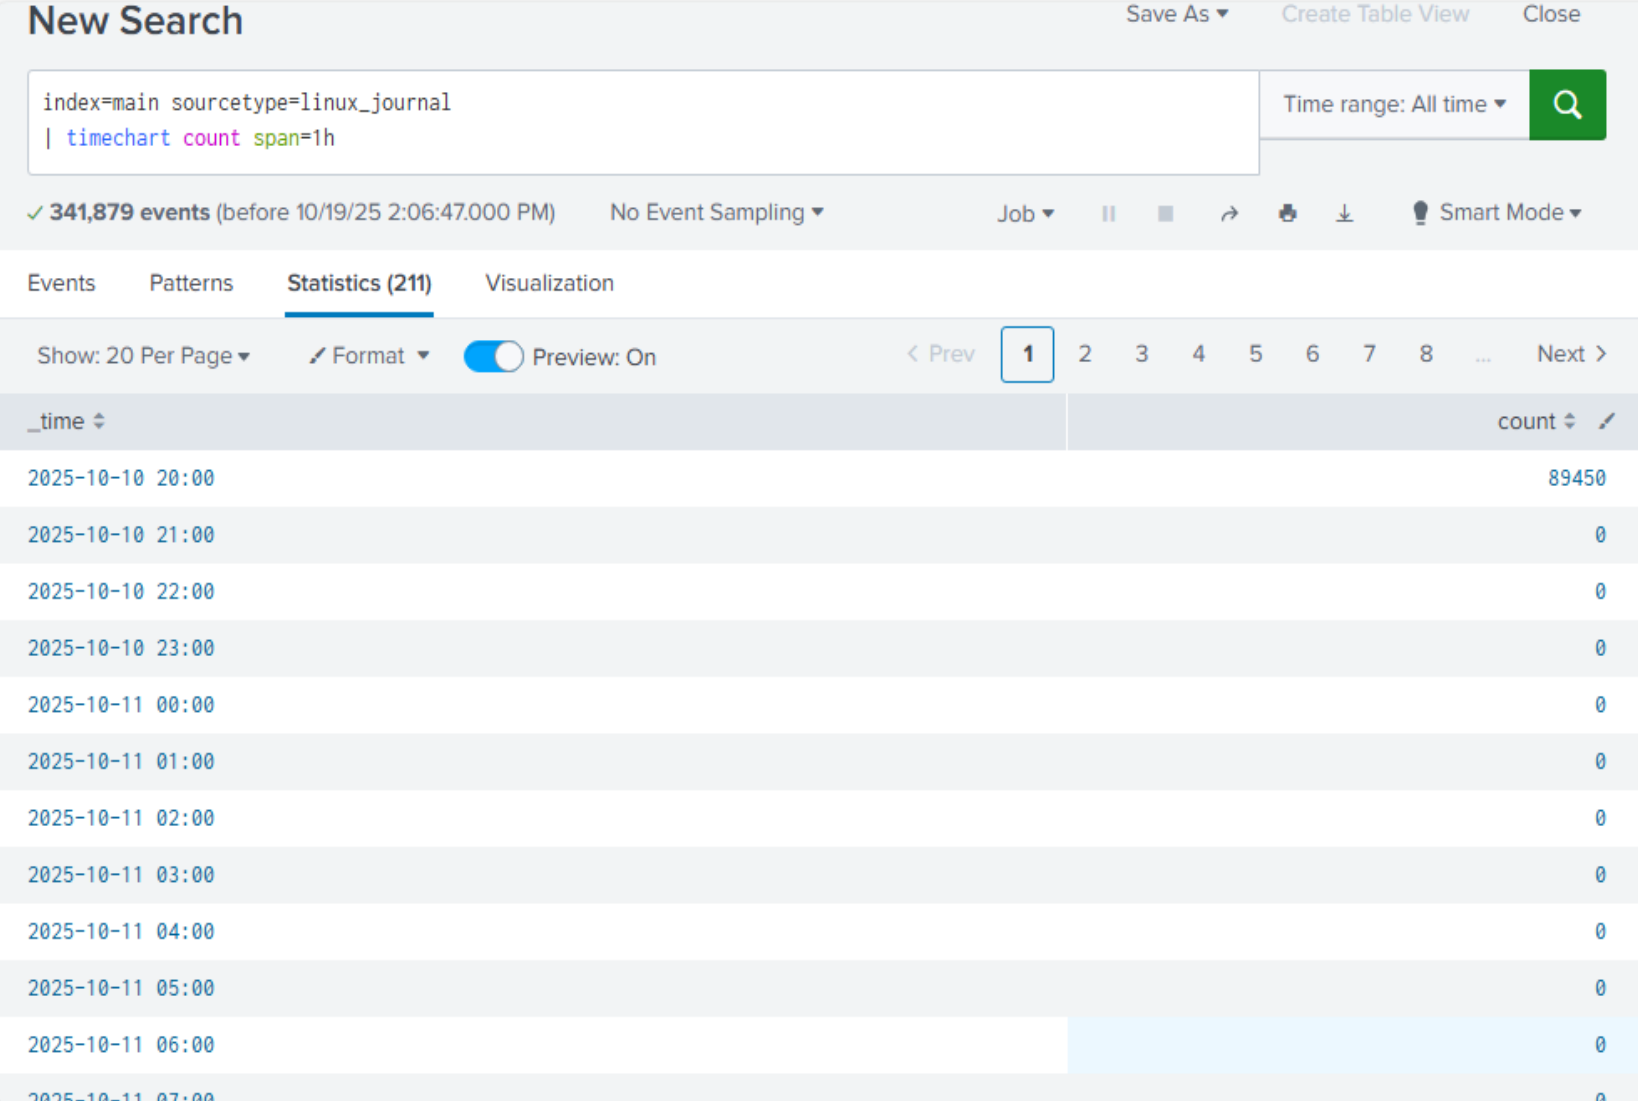 New Search
Save As
Create Table View
Close
index=main sourcetype=linux_journal
| timechart count span=1h
Time range: All time
341,879 events (before 10/19/25 2:06:47.000 PM)
No Event Sampling
Job
Smart Mode
Events
Patterns
Statistics (211)
Visualization
Show: 20 Per Page
Format
Preview: On
< Prev
1
2
3
4
5
6
7
8
...
Next >
_time
count
2025-10-10 20:00 89450
2025-10-10 21:00 0
2025-10-10 22:00 0
2025-10-10 23:00 0
2025-10-11 00:00 0
2025-10-11 01:00 0
2025-10-11 02:00 0
2025-10-11 03:00 0
2025-10-11 04:00 0
2025-10-11 05:00 0
2025-10-11 06:00 0
2025-10-11 07:00 0